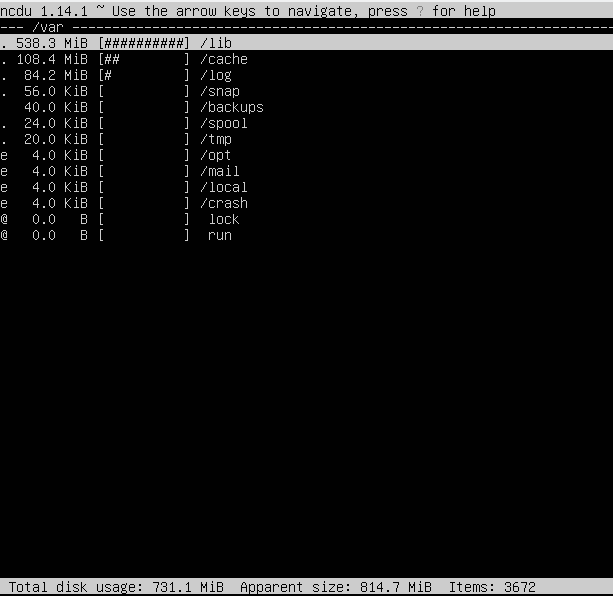 ncdu 1.14.1 ~ Use the arrow keys to navigate, press ? for help
--- /var ----------------------------------------------------------------
. 538.3 MiB [##########] /lib
. 108.4 MiB [##        ] /cache
.  84.2 MiB [#         ] /log
.  56.0 KiB [          ] /snap
   40.0 KiB [          ] /backups
.  24.0 KiB [          ] /spool
.  20.0 KiB [          ] /tmp
e   4.0 KiB [          ] /opt
e   4.0 KiB [          ] /mail
e   4.0 KiB [          ] /local
e   4.0 KiB [          ] /crash
@   0.0   B [          ]  lock
@   0.0   B [          ]  run
Total disk usage: 731.1 MiB  Apparent size: 814.7 MiB  Items: 3672